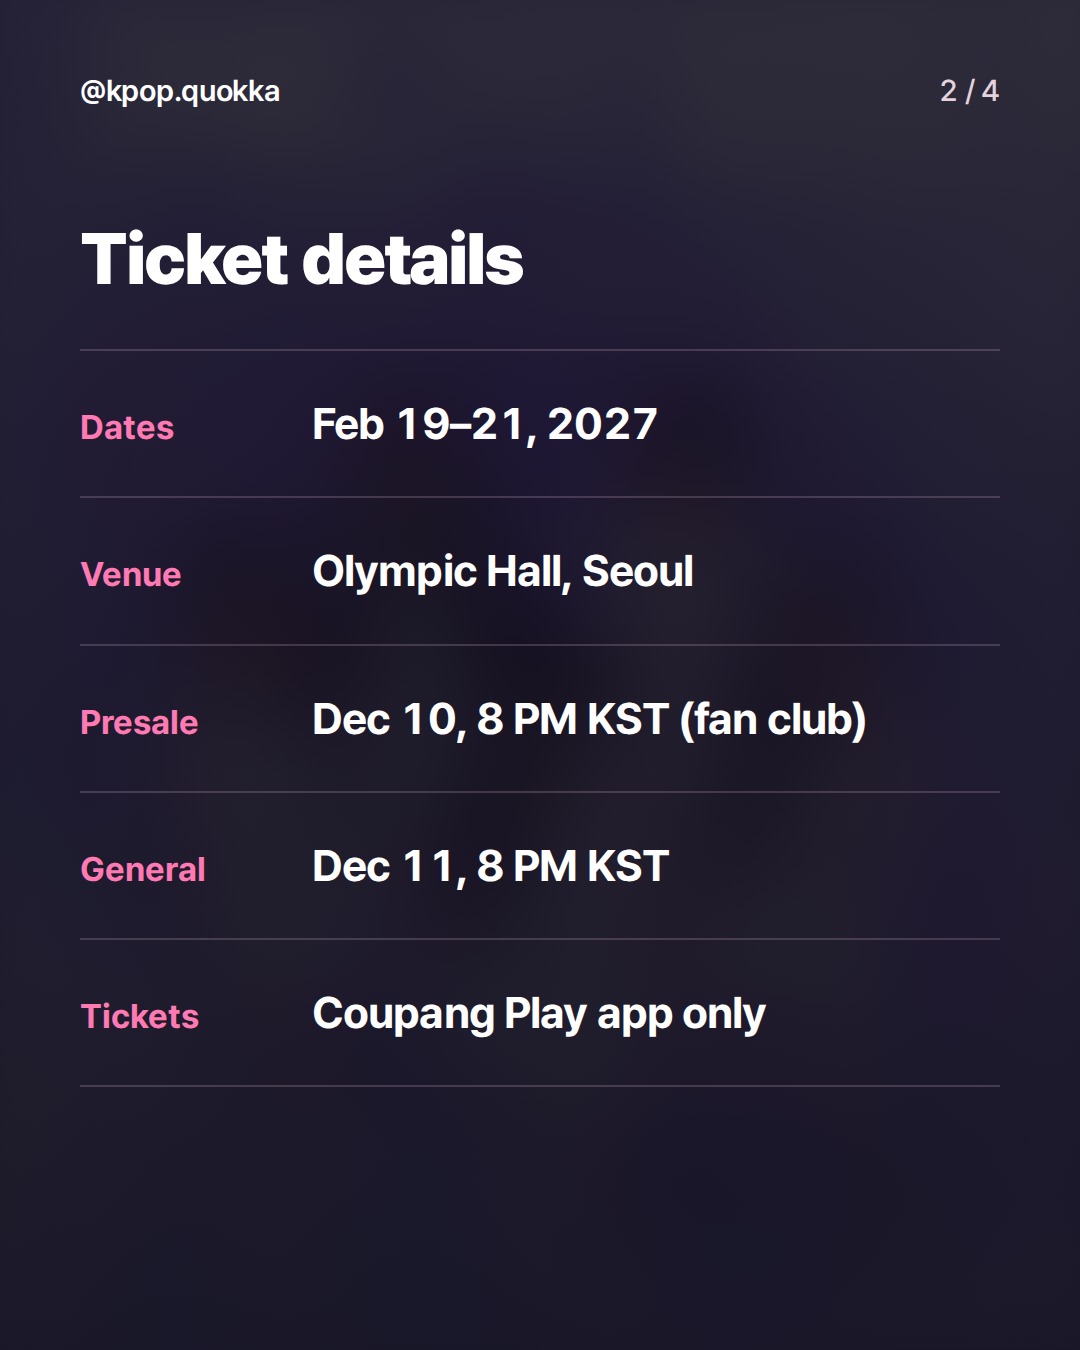 @kpop.quokka
2 / 4
Ticket details
Dates Feb 19–21, 2027
Venue Olympic Hall, Seoul
Presale Dec 10, 8 PM KST (fan club)
General Dec 11, 8 PM KST
Tickets Coupang Play app only